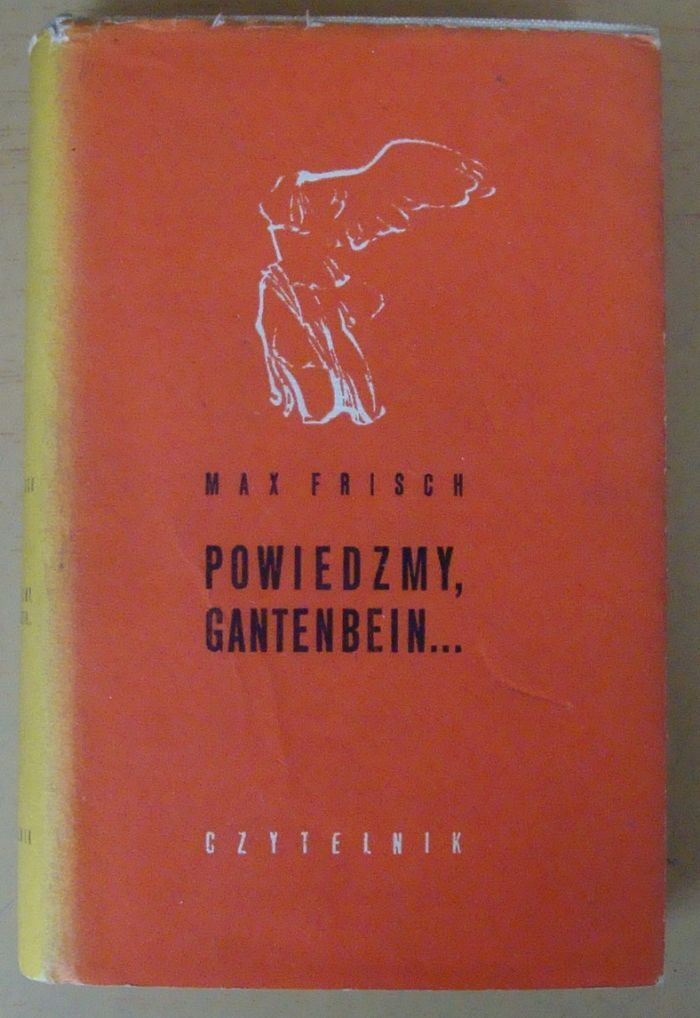 MAX FRISCH
POWIEDZMY,
GANTENBEIN...
CZYTELNIK